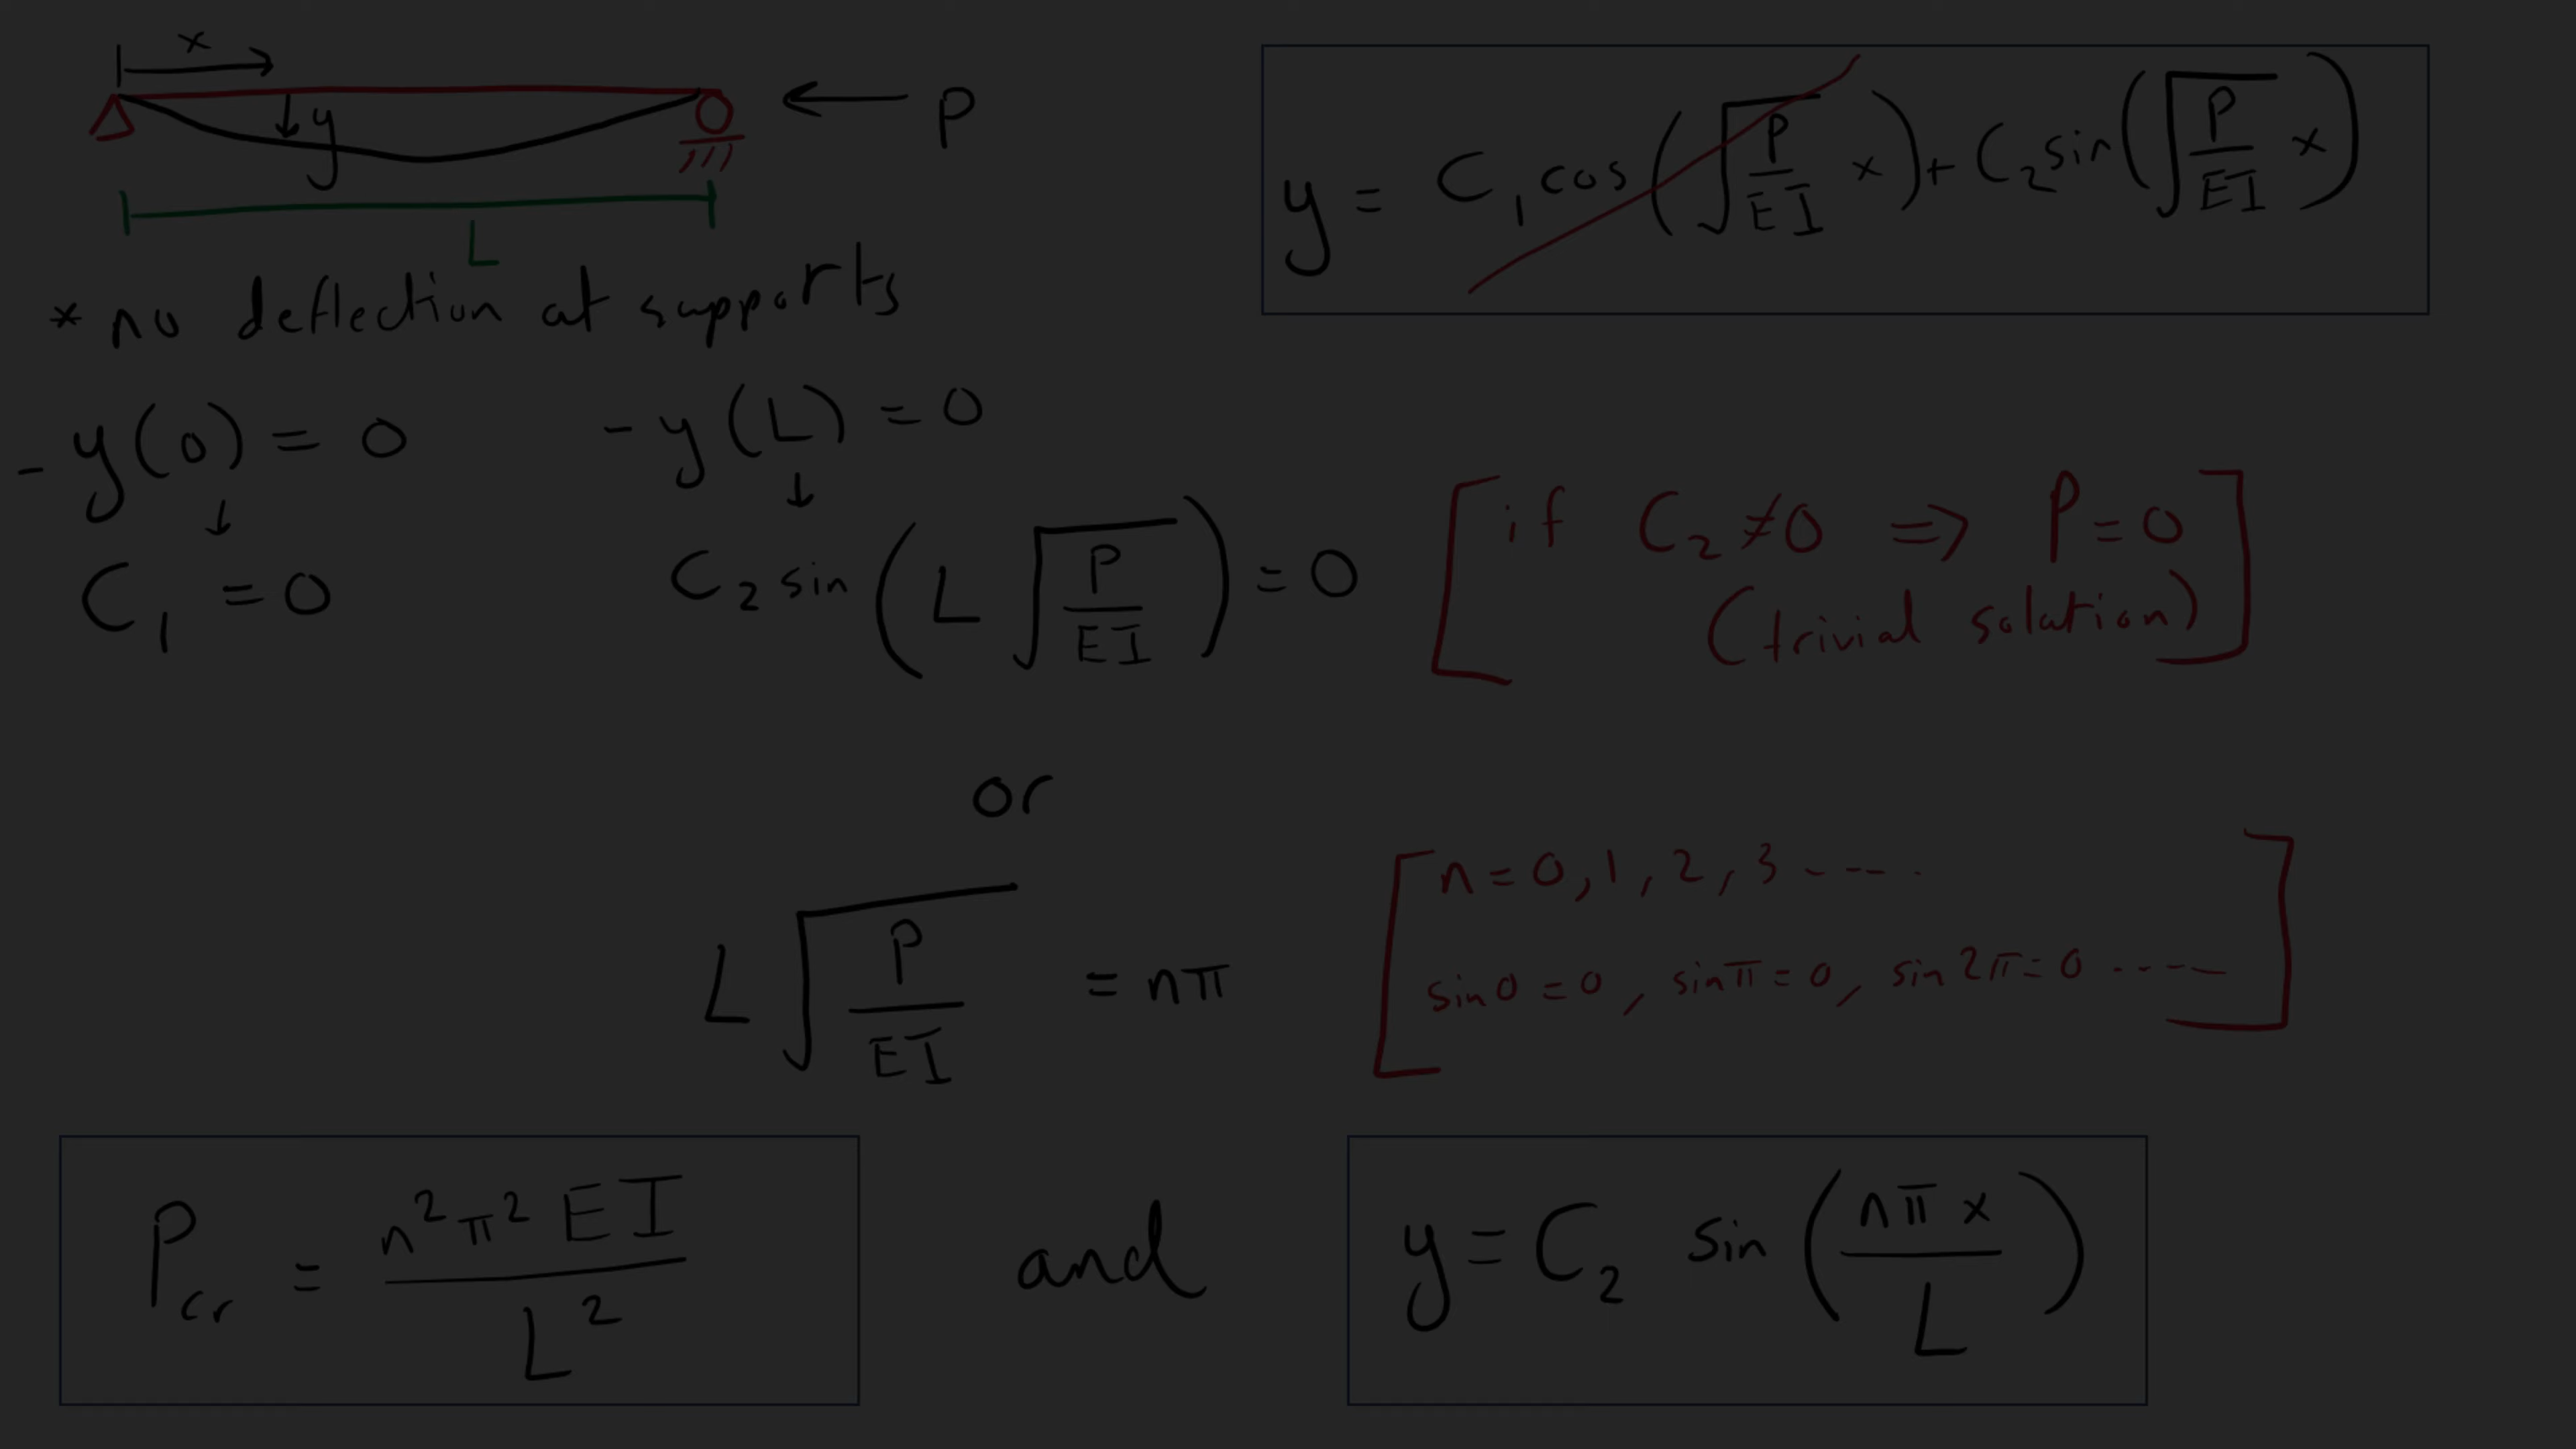 x
y
P
L
* no deflection at supports
y = C₁cos(√(P/EI) x) + C₂sin(√(P/EI) x)
- y(0) = 0
↓
C₁ = 0
- y(L) = 0
↓
C₂ sin(L√(P/EI)) = 0
[if C₂ ≠ 0 => P = 0
(trivial solution)]
or
L√(P/EI) = nπ
[n = 0, 1, 2, 3 ----.
sin0 = 0, sinπ = 0, sin2π = 0 -----]
P_cr = n²π²EI / L²
and
y = C₂ sin(nπx / L)